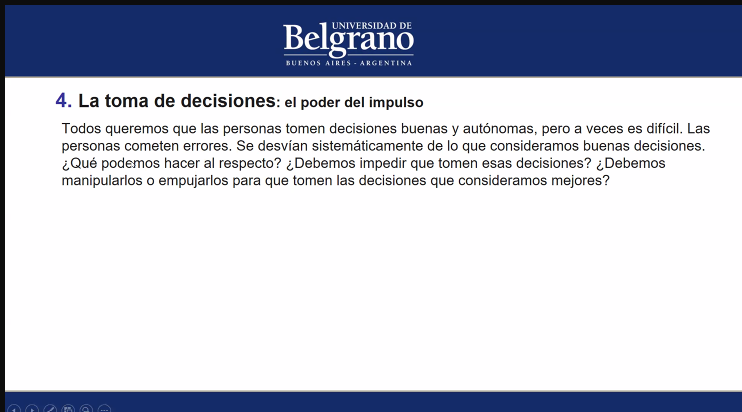 UNIVERSIDAD DE
Belgrano
BUENOS AIRES - ARGENTINA
4. La toma de decisiones: el poder del impulso
Todos queremos que las personas tomen decisiones buenas y autónomas, pero a veces es difícil. Las
personas cometen errores. Se desvían sistemáticamente de lo que consideramos buenas decisiones.
¿Qué podemos hacer al respecto? ¿Debemos impedir que tomen esas decisiones? ¿Debemos
manipularlos o empujarlos para que tomen las decisiones que consideramos mejores?